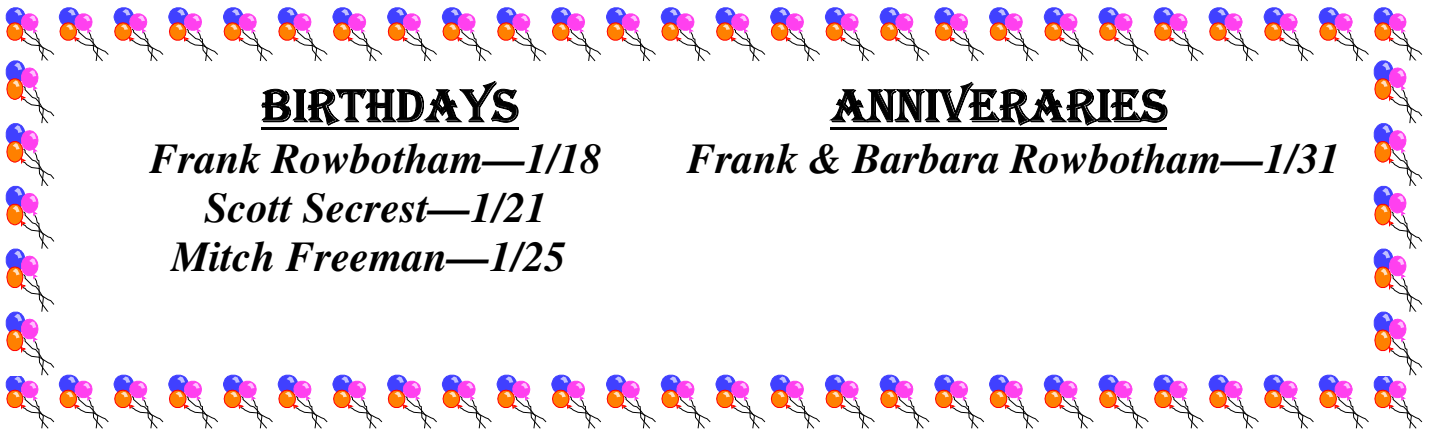 BIRTHDAYS
Frank Rowbotham—1/18
Scott Secrest—1/21
Mitch Freeman—1/25
ANNIVERARIES
Frank & Barbara Rowbotham—1/31